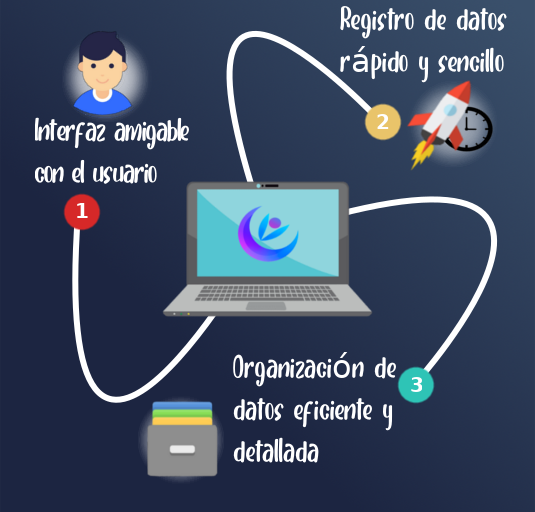 Interfaz amigable
con el usuario
1
Registro de datos
rápido y sencillo
2
Organización de
datos eficiente y
detallada
3